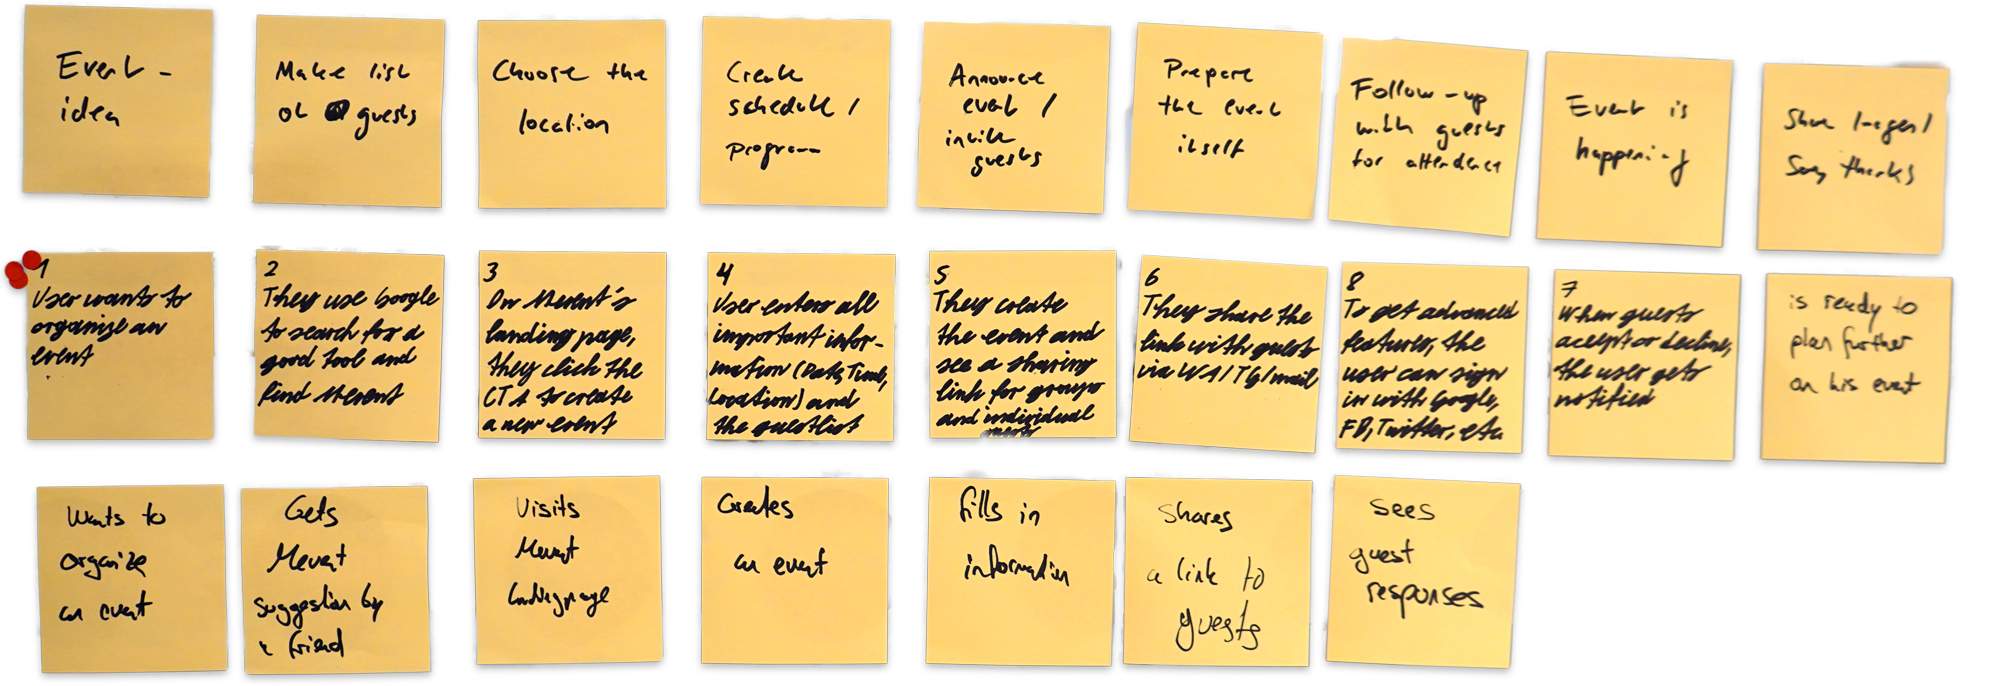 Event -
idea
Make list
of guests
Choose the
location
Create
schedule /
program
Announce
event /
invite
guests
Prepare
the event
itself
Follow-up
with guests
for attendence
Event is
happening
Share images/
Say thanks
1
User wants to
organize an
event
2
They use Google
to search for a
good tool and
find Mevent
3
On Mevent's
landing page,
they click the
CTA to create
a new event
4
User enters all
important infor-
mation (Date, Time,
Location) and
the guestlist
5
They create
the event and
see a sharing
link for groups
and individual
guests
6
They share the
link with guests
via WA/TG/mail
8
To get advanced
features, the
user can sign
in with Google,
FB, Twitter, etc.
7
When guests
accept or decline,
the user gets
notified
is ready to
plan further
on his event
Wants to
organize
an event
Gets
Mevent
suggestion by
a friend
Visits
Mevent
landingpage
Creates
an event
fills in
information
shares
a link to
guests
sees
guest
responses